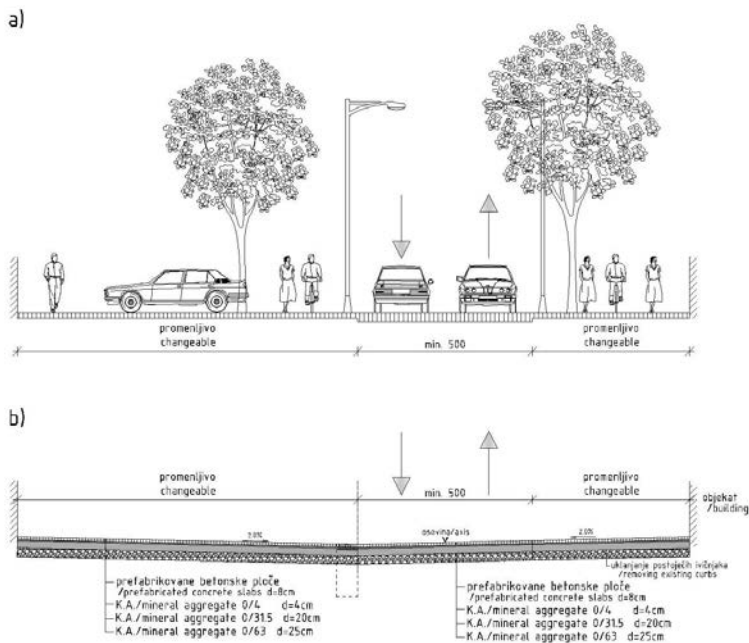 a)
promenljivo
changeable
min. 500
promenljivo
changeable
b)
promenljivo
changeable
min. 500
promenljivo
changeable
objekat
/building
2.0%
osovina/axis
2.0%
uklanjanje postojećih ivičnjaka
/removing existing curbs
prefabrikovane betonske ploče
/prefabricated concrete slabs d=8cm
K.A./mineral aggregate 0/4 d=4cm
K.A./mineral aggregate 0/31.5 d=20cm
K.A./mineral aggregate 0/63 d=25cm
prefabrikovane betonske ploče
/prefabricated concrete slabs d=8cm
K.A./mineral aggregate 0/4 d=4cm
K.A./mineral aggregate 0/31.5 d=20cm
K.A./mineral aggregate 0/63 d=25cm